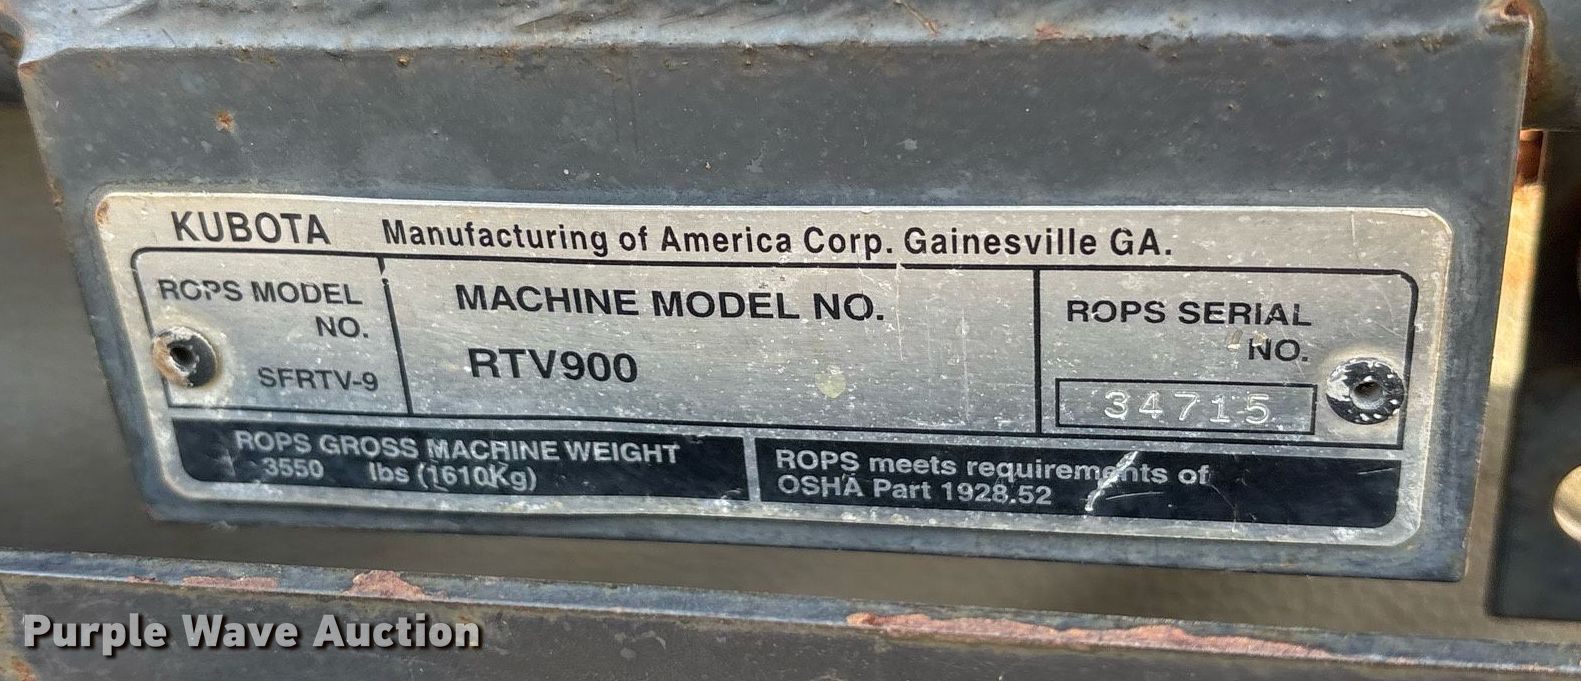 KUBOTA Manufacturing of America Corp. Gainesville GA.
ROPS MODEL
NO.
SFRTV-9
MACHINE MODEL NO.
RTV900
ROPS SERIAL
NO.
34715
ROPS GROSS MACHINE WEIGHT
3550 lbs (1610Kg)
ROPS meets requirements of
OSHA Part 1928.52
Purple Wave Auction